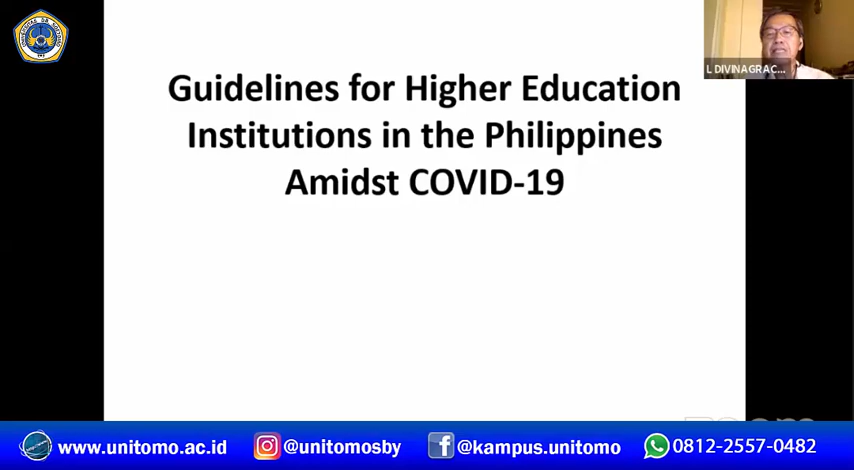 L DIVINAGRAC...
Guidelines for Higher Education
Institutions in the Philippines
Amidst COVID-19
www.unitomo.ac.id
@unitomosby
@kampus.unitomo
0812-2557-0482